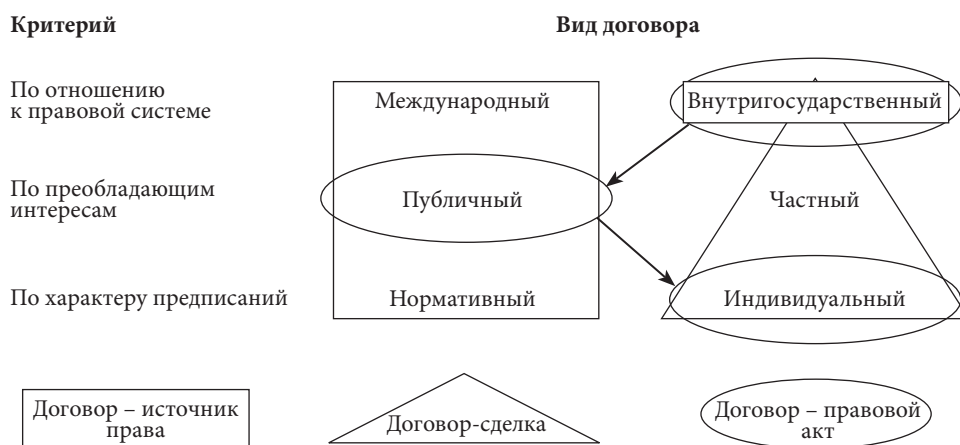 Критерий
Вид договора
По отношению
к правовой системе
Международный
Внутригосударственный
По преобладающим
интересам
Публичный
Частный
По характеру предписаний
Нормативный
Индивидуальный
Договор – источник
права
Договор-сделка
Договор – правовой
акт